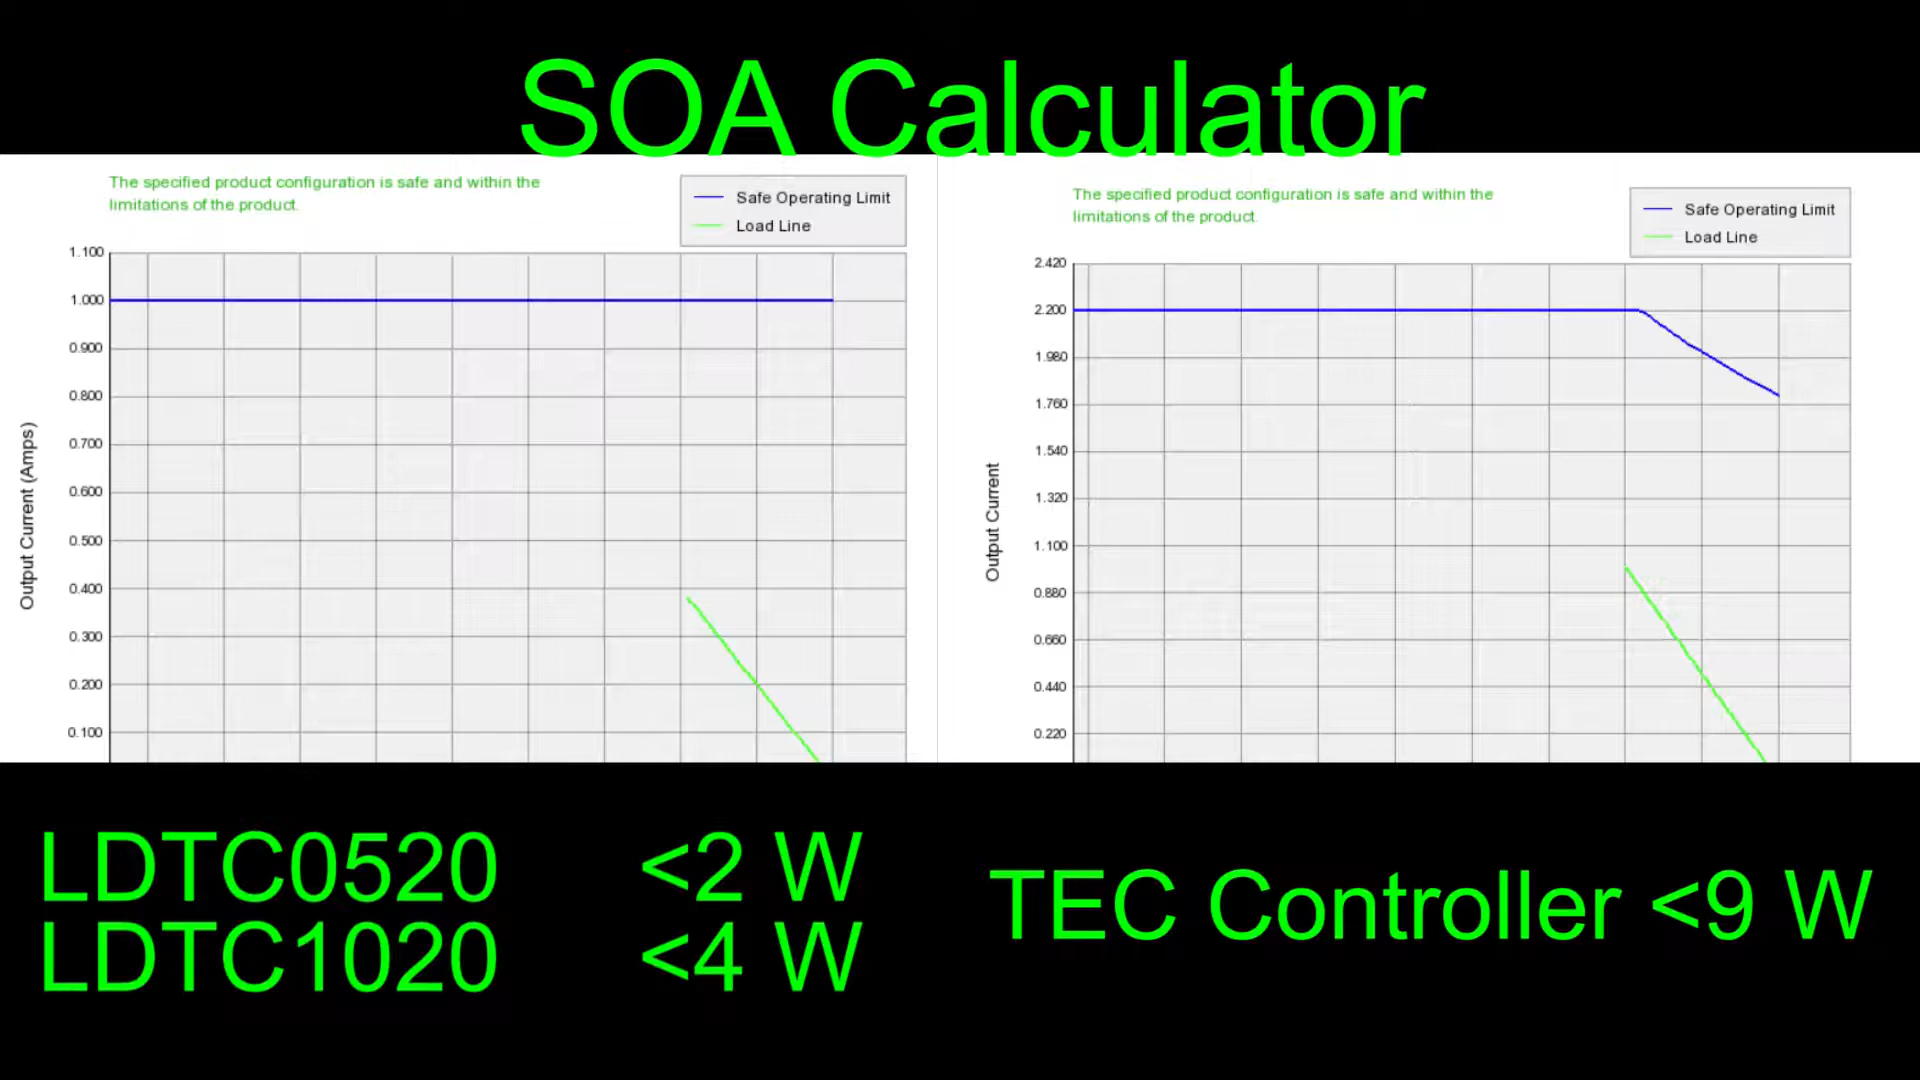 SOA Calculator
The specified product configuration is safe and within the
limitations of the product.
Safe Operating Limit
Load Line
1.100
1.000
0.900
0.800
0.700
0.600
0.500
0.400
0.300
0.200
0.100
Output Current (Amps)
The specified product configuration is safe and within the
limitations of the product.
Safe Operating Limit
Load Line
2.420
2.200
1.980
1.760
1.540
1.320
1.100
0.880
0.660
0.440
0.220
Output Current
LDTC0520 <2 W
LDTC1020 <4 W
TEC Controller <9 W